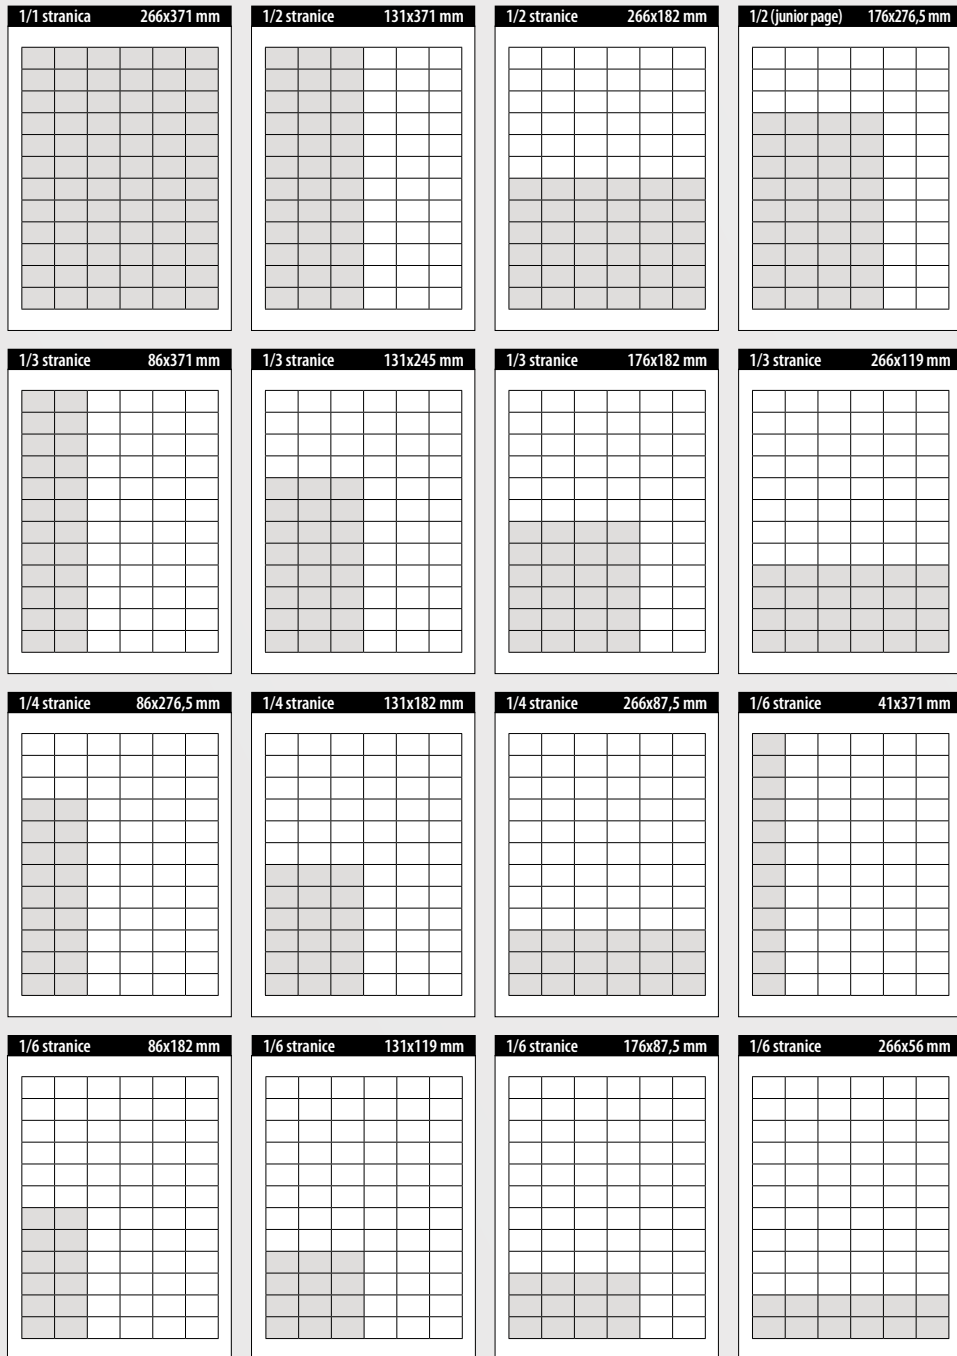 1/1 stranica 266x371 mm
1/2 stranice 131x371 mm
1/2 stranice 266x182 mm
1/2 (junior page) 176x276,5 mm
1/3 stranice 86x371 mm
1/3 stranice 131x245 mm
1/3 stranice 176x182 mm
1/3 stranice 266x119 mm
1/4 stranice 86x276,5 mm
1/4 stranice 131x182 mm
1/4 stranice 266x87,5 mm
1/6 stranice 41x371 mm
1/6 stranice 86x182 mm
1/6 stranice 131x119 mm
1/6 stranice 176x87,5 mm
1/6 stranice 266x56 mm